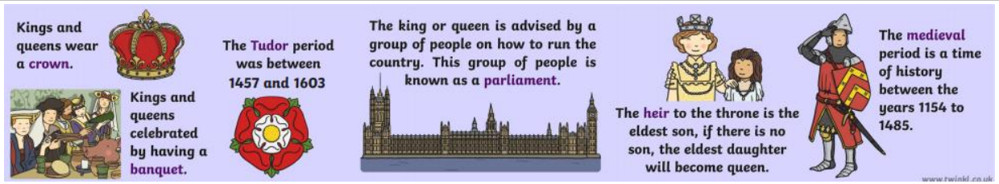 Kings and
queens wear
a crown.
Kings and
queens
celebrated
by having a
banquet.
The Tudor period
was between
1457 and 1603
The king or queen is advised by a
group of people on how to run the
country. This group of people is
known as a parliament.
The heir to the throne is the
eldest son, if there is no
son, the eldest daughter
will become queen.
The medieval
period is a time
of history
between the
years 1154 to
1485.
www.twinkl.co.uk